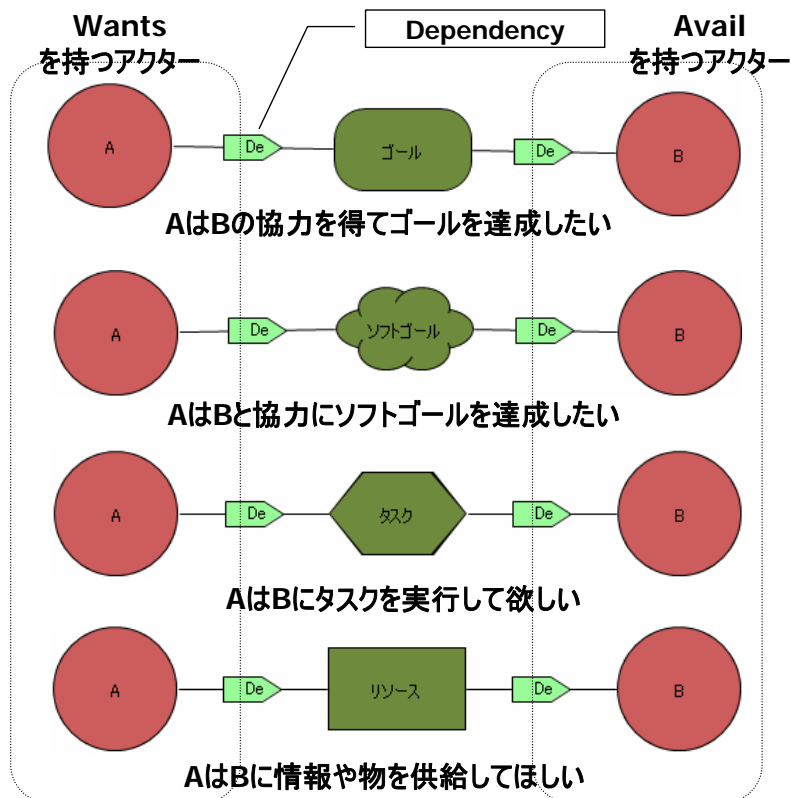 Wants
を持つアクター
Dependency
Avail
を持つアクター
A De ゴール De B
AはBの協力を得てゴールを達成したい
A De ソフトゴール De B
AはBと協力にソフトゴールを達成したい
A De タスク De B
AはBにタスクを実行して欲しい
A De リソース De B
AはBに情報や物を供給してほしい